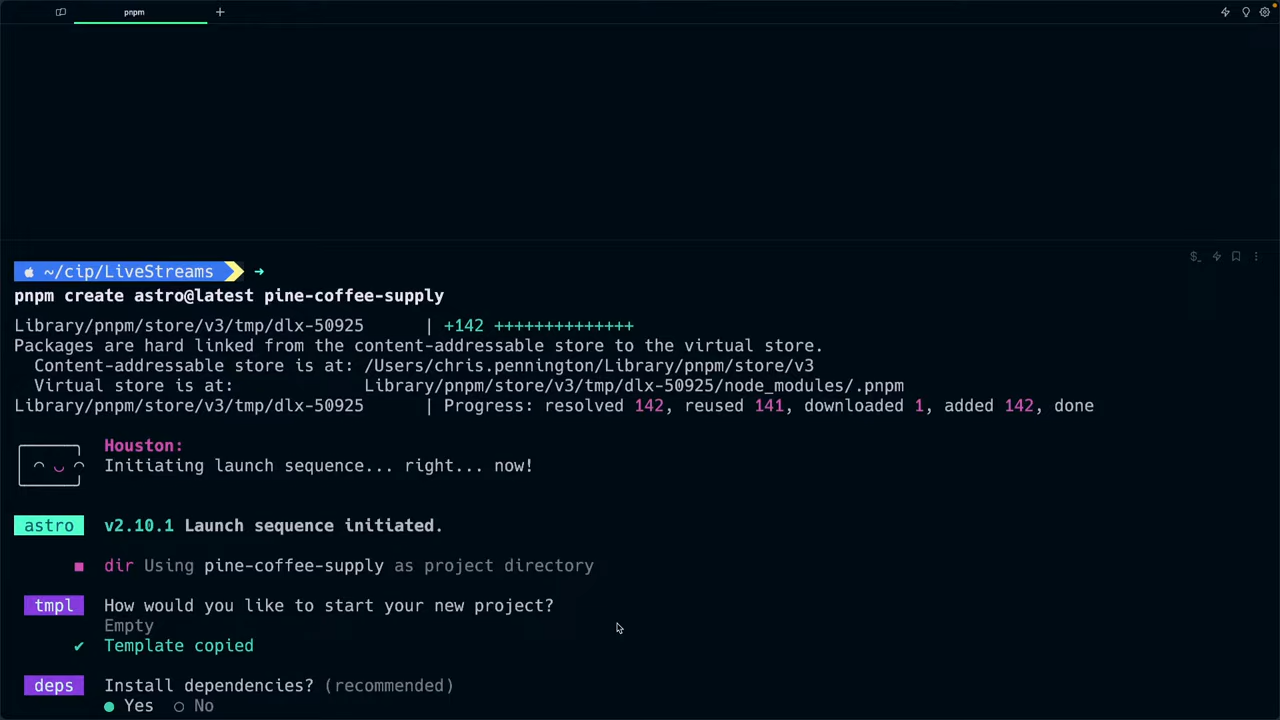 pnpm
~/cip/LiveStreams ➜
pnpm create astro@latest pine-coffee-supply
Library/pnpm/store/v3/tmp/dlx-50925 | +142 ++++++++++++++
Packages are hard linked from the content-addressable store to the virtual store.
Content-addressable store is at: /Users/chris.pennington/Library/pnpm/store/v3
Virtual store is at: Library/pnpm/store/v3/tmp/dlx-50925/node_modules/.pnpm
Library/pnpm/store/v3/tmp/dlx-50925 | Progress: resolved 142, reused 141, downloaded 1, added 142, done
Houston:
Initiating launch sequence... right... now!
astro v2.10.1 Launch sequence initiated.
dir Using pine-coffee-supply as project directory
tmpl How would you like to start your new project?
Empty
✔ Template copied
deps Install dependencies? (recommended)
● Yes ○ No